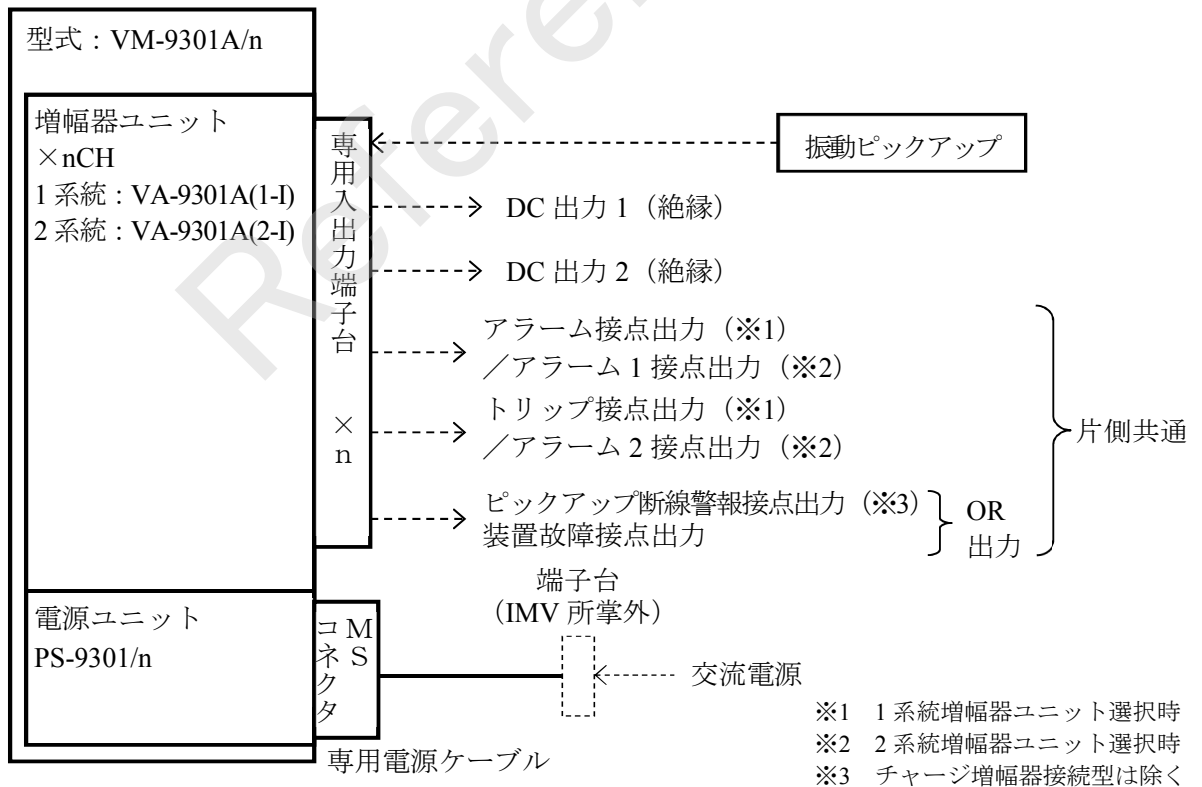 型式：VM-9301A/n
増幅器ユニット
×nCH
1 系統：VA-9301A(1-I)
2 系統：VA-9301A(2-I)
専用入出力端子台 ×n
振動ピックアップ
DC 出力 1（絶縁）
DC 出力 2（絶縁）
アラーム接点出力（※1）
／アラーム 1 接点出力（※2）
トリップ接点出力（※1）
／アラーム 2 接点出力（※2）
片側共通
ピックアップ断線警報接点出力（※3）
装置故障接点出力
OR
出力
電源ユニット
PS-9301/n
MS
コネクタ
端子台
（IMV 所掌外）
交流電源
専用電源ケーブル
※1 1 系統増幅器ユニット選択時
※2 2 系統増幅器ユニット選択時
※3 チャージ増幅器接続型は除く
Refere